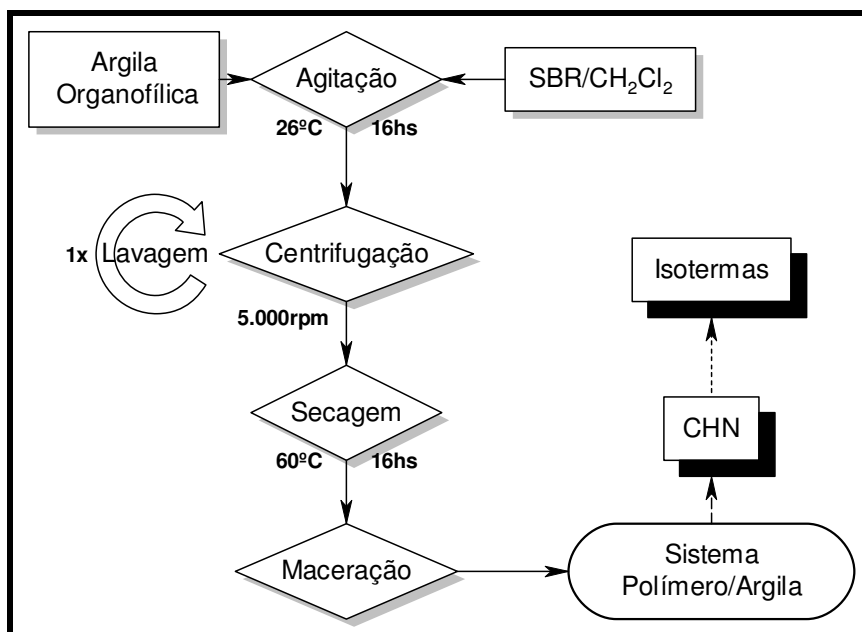 Argila
Organofílica
Agitação
SBR/CH₂Cl₂
26ºC 16hs
1x Lavagem
Centrifugação
5.000rpm
Isotermas
Secagem
60ºC 16hs
CHN
Maceração
Sistema
Polímero/Argila